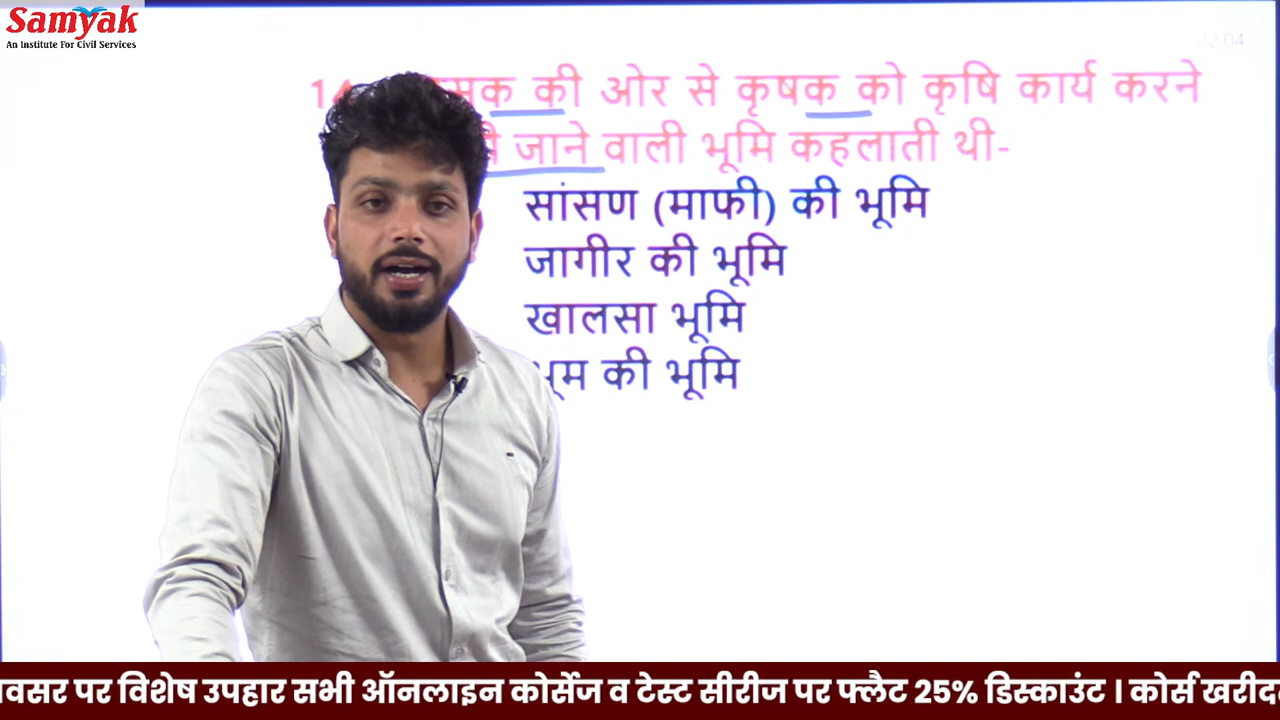 Samyak
An Institute For Civil Services
22:04
14 की ओर से कृषक को कृषि कार्य करने
जाने वाली भूमि कहलाती थी-
सांसण (माफी) की भूमि
जागीर की भूमि
खालसा भूमि
भूम की भूमि
वसर पर विशेष उपहार सभी ऑनलाइन कोर्सेज व टेस्ट सीरीज पर फ्लैट 25% डिस्काउंट । कोर्स खरीद